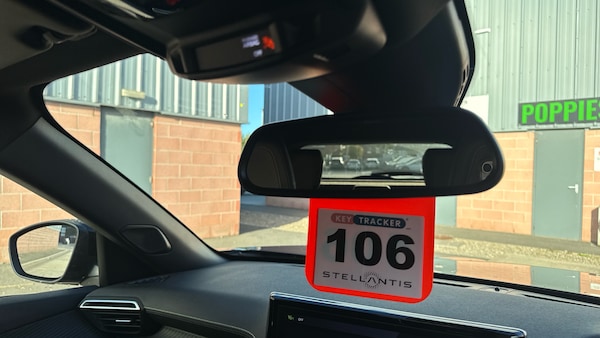 POPPIES
KEY TRACKER
106
STELLANTIS